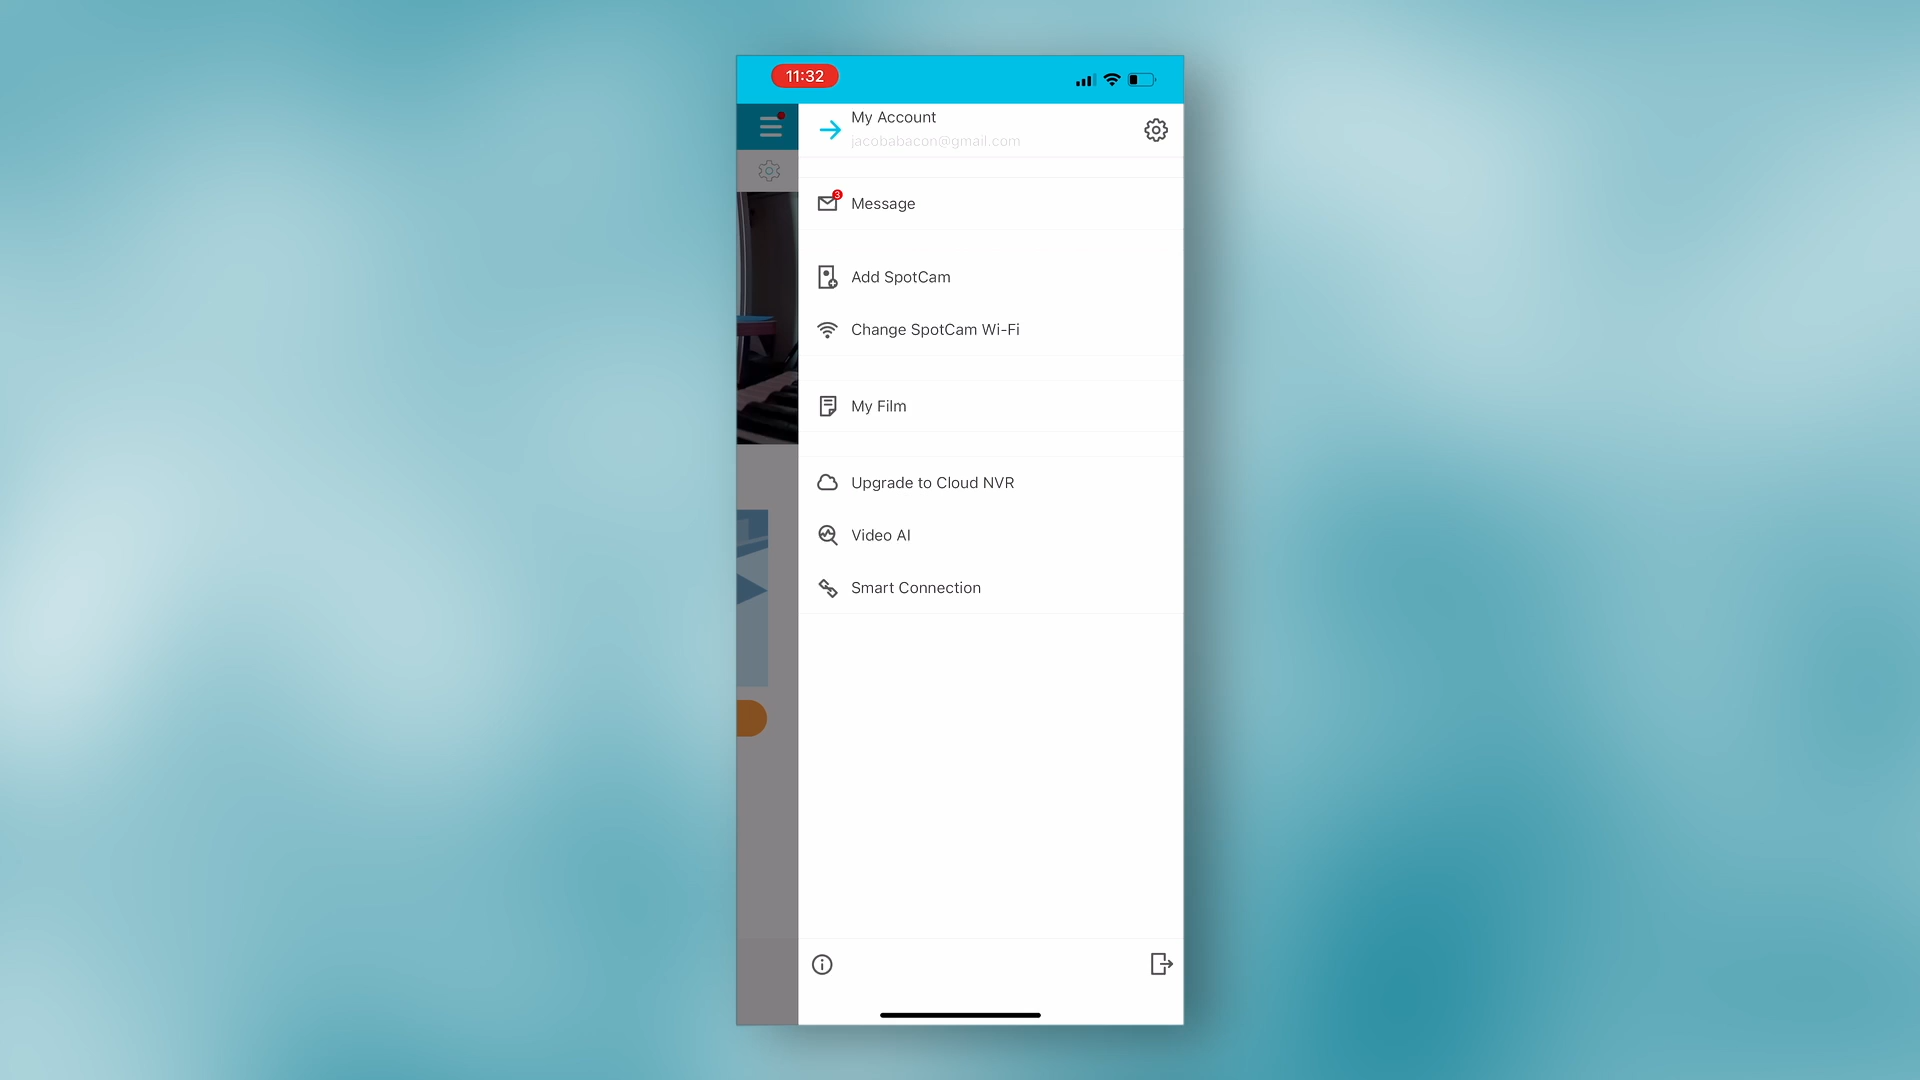 11:32
My Account
jacobabacon@gmail.com
3
Message
Add SpotCam
Change SpotCam Wi-Fi
My Film
Upgrade to Cloud NVR
Video AI
Smart Connection